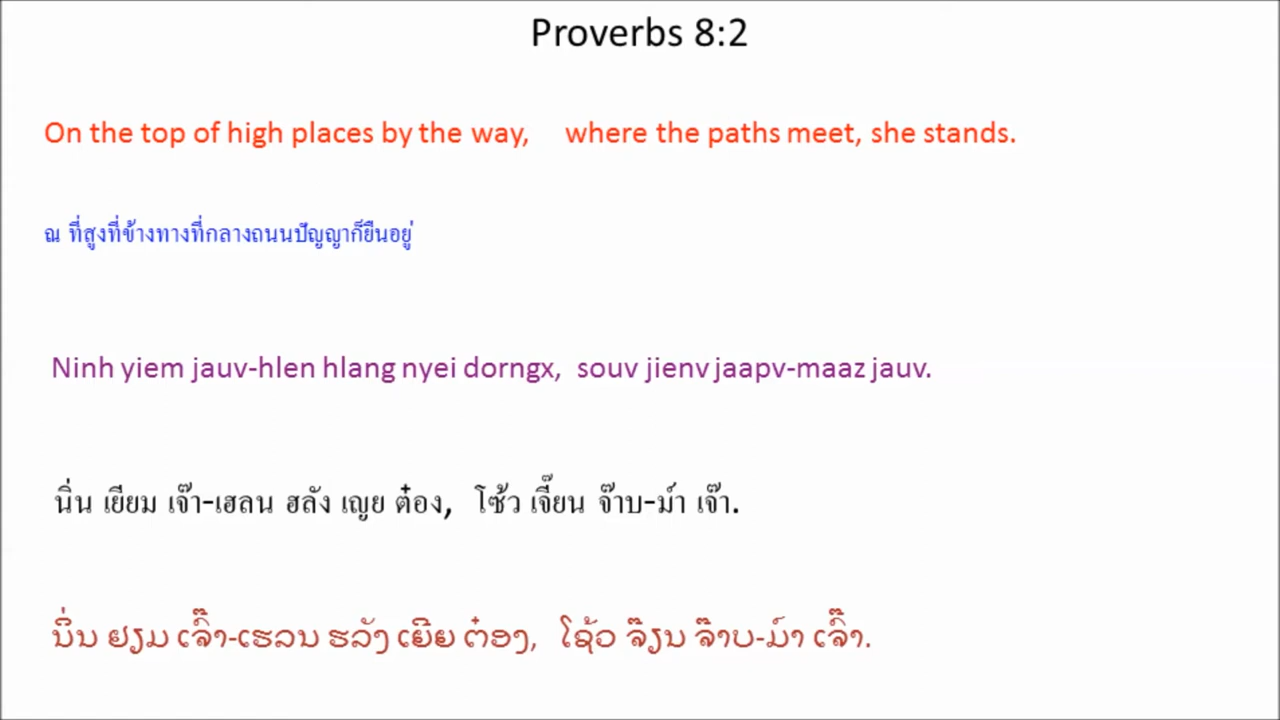 Proverbs 8:2
On the top of high places by the way, where the paths meet, she stands.
ณ ที่สูงที่ข้างทางที่กลางถนนปัญญาก็ยืนอยู่
Ninh yiem jauv-hlen hlang nyei dorngx, souv jienv jaapv-maaz jauv.
นิ่น เยียม เจ๊า-เฮลน ฮลัง เญย ต๋อง, โซ้ว เจี๊ยน จ๊าบ-ม์า เจ๊า.
ນິ່ນ ຢຽມ ເຈົ໊າ-ເຮລນ ຮລັງ ເຍີຍ ຕ໋ອງ, ໂຊ້ວ ຈ໊ຽນ ຈ໊າບ-ມ໌າ ເຈົ໊າ.